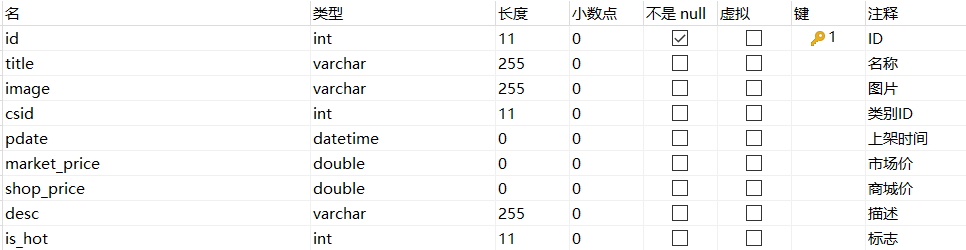 名 类型 长度 小数点 不是 null 虚拟 键 注释
id int 11 0 1 ID
title varchar 255 0 名称
image varchar 255 0 图片
csid int 11 0 类别ID
pdate datetime 0 0 上架时间
market_price double 0 0 市场价
shop_price double 0 0 商城价
desc varchar 255 0 描述
is_hot int 11 0 标志